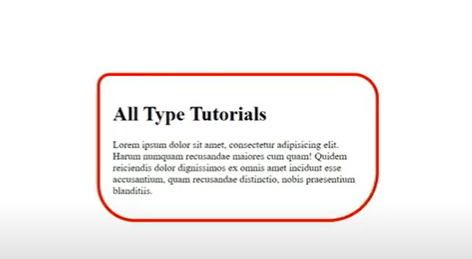 All Type Tutorials
Lorem ipsum dolor sit amet, consectetur adipisicing elit.
Harum numquam recusandae maiores cum quam! Quidem
reiciendis dolor dignissimos ex omnis amet incidunt esse
accusantium, quam recusandae distinctio, nobis praesentium
blanditiis.